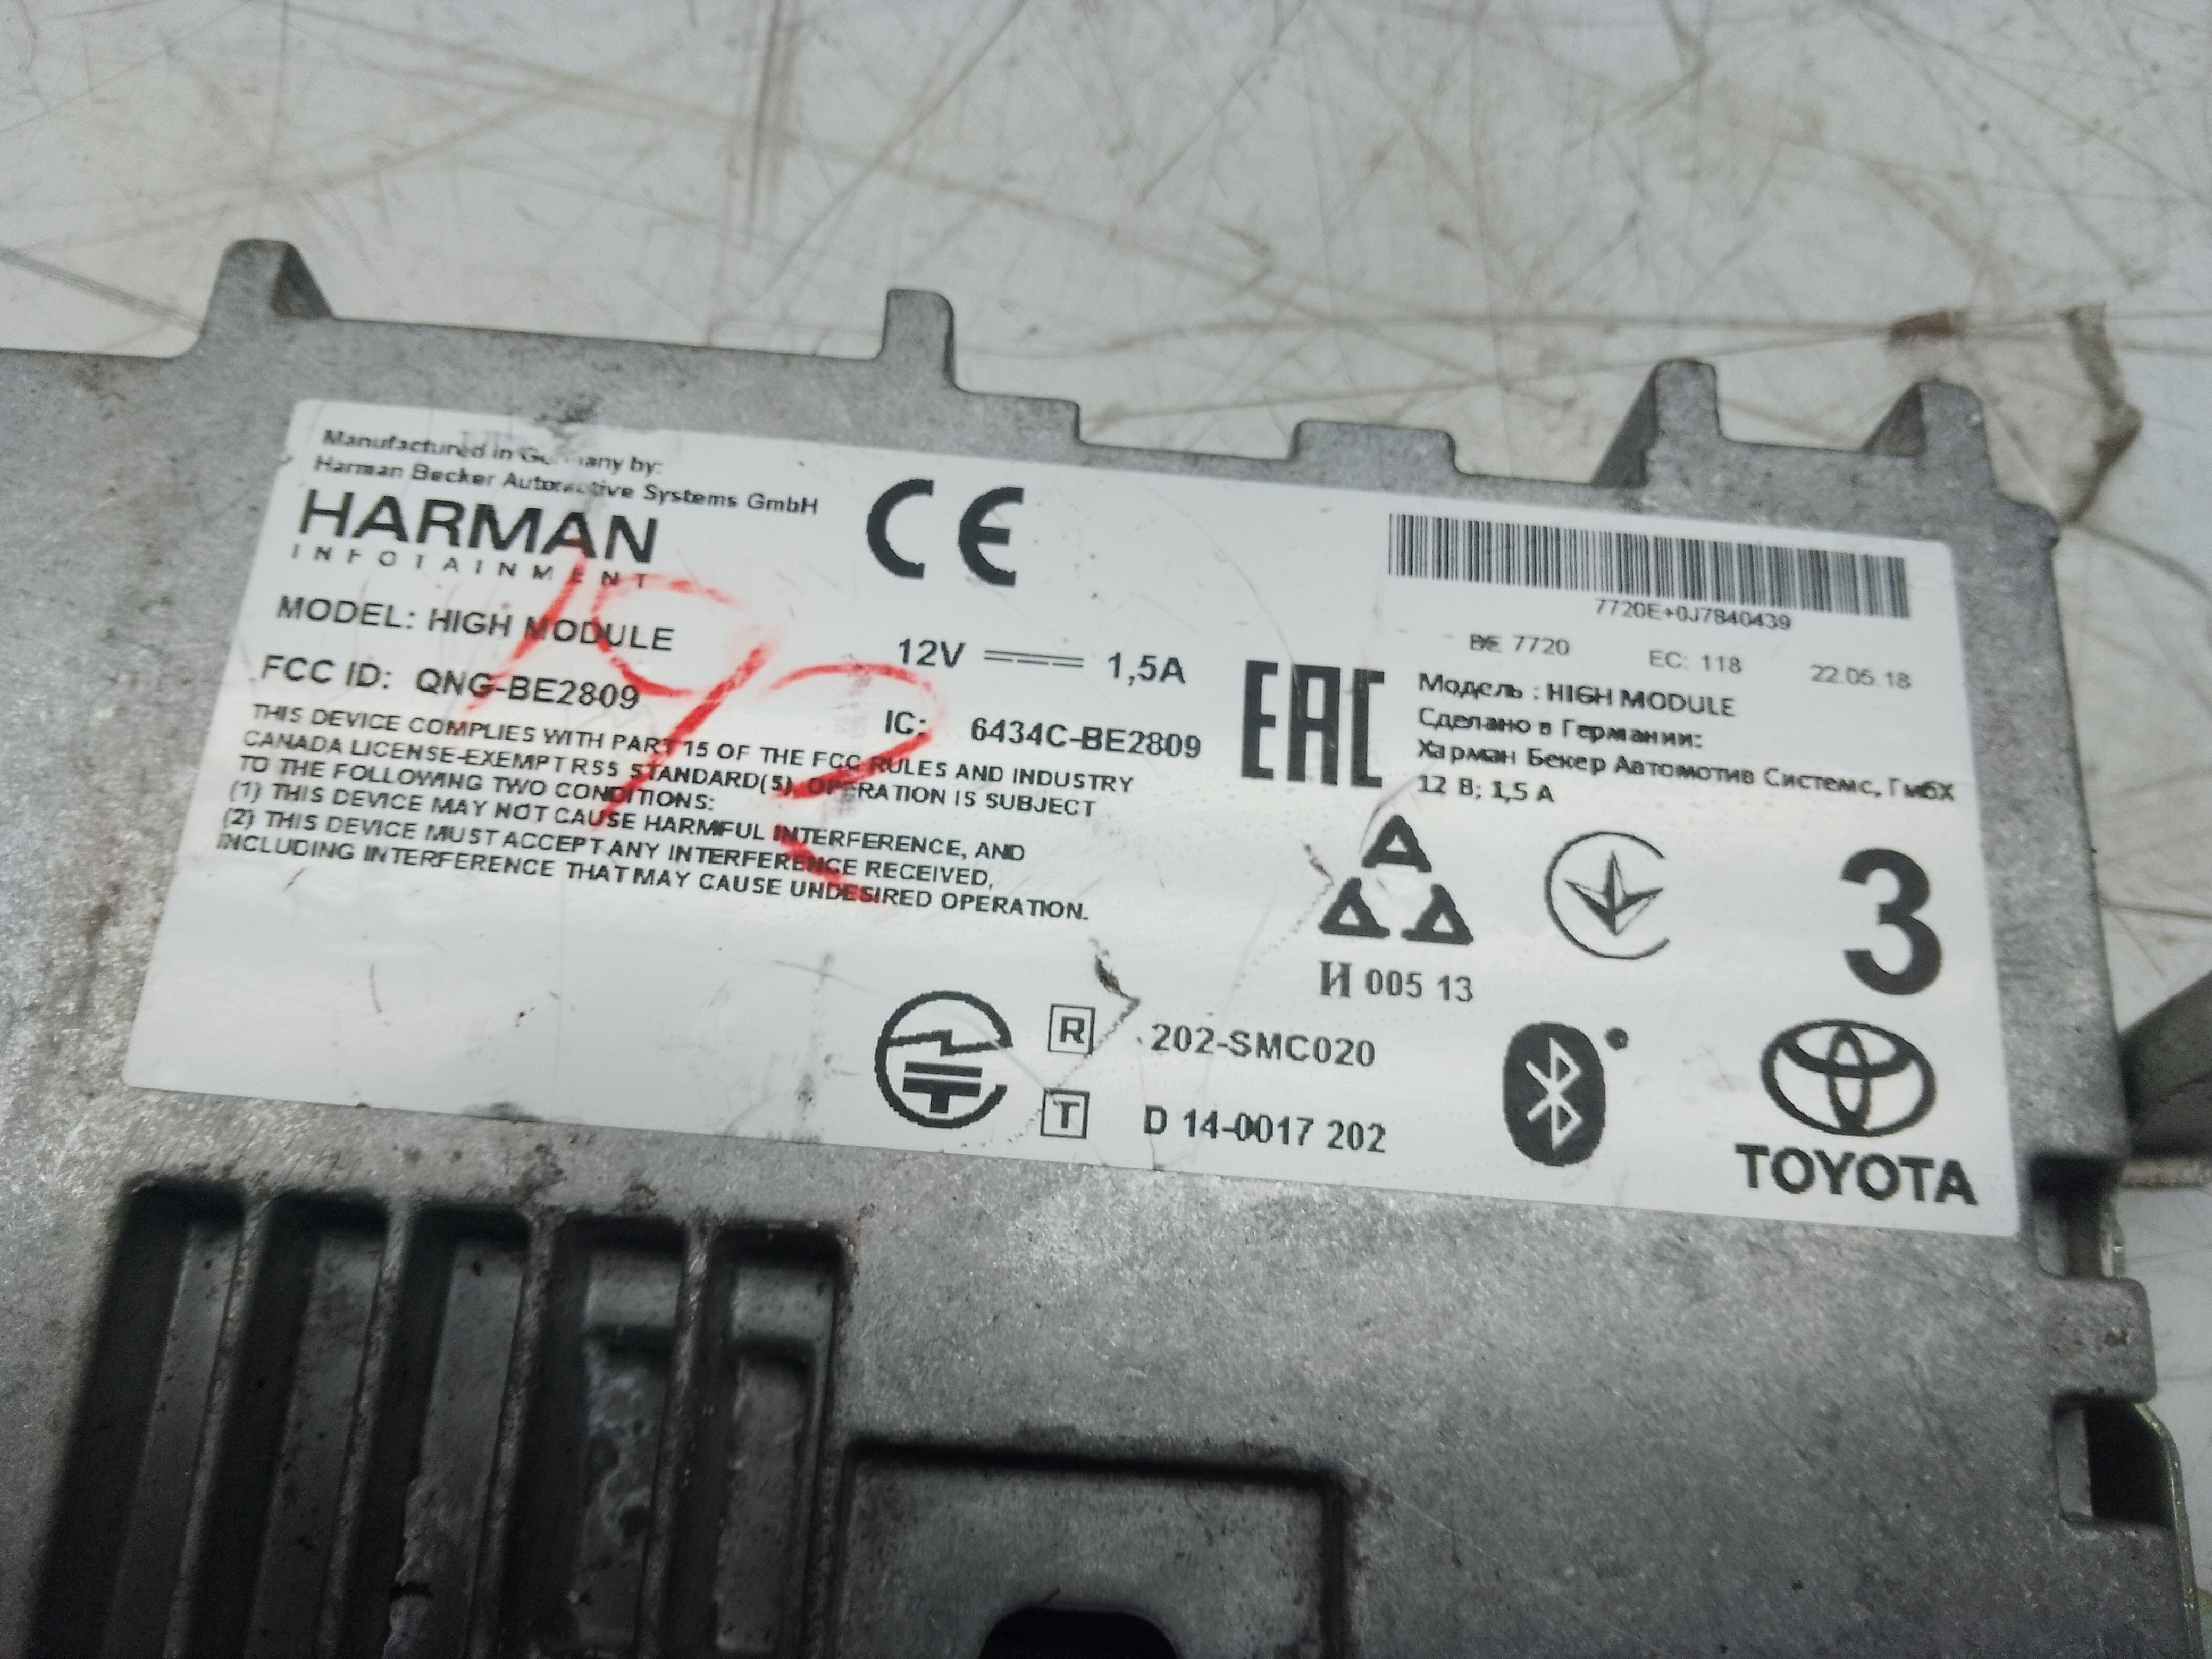 Manufactured in Germany by:
Harman Becker Automotive Systems GmbH
HARMAN
INFOTAINMENT
MODEL: HIGH MODULE
FCC ID: QNG-BE2809
12V 1,5A
IC: 6434C-BE2809
THIS DEVICE COMPLIES WITH PART 15 OF THE FCC RULES AND INDUSTRY
CANADA LICENSE-EXEMPT RSS STANDARD(S). OPERATION IS SUBJECT
TO THE FOLLOWING TWO CONDITIONS:
(1) THIS DEVICE MAY NOT CAUSE HARMFUL INTERFERENCE, AND
(2) THIS DEVICE MUST ACCEPT ANY INTERFERENCE RECEIVED,
INCLUDING INTERFERENCE THAT MAY CAUSE UNDESIRED OPERATION.
CE
7720E+0J7840439
BE 7720 EC: 118 22.05.18
EAC
Модель : HIGH MODULE
Сделано в Германии:
Харман Бекер Аатомотив Системс, ГмбХ
12 В; 1,5 А
И 005 13
3
R 202-SMC020
T D 14-0017 202
TOYOTA